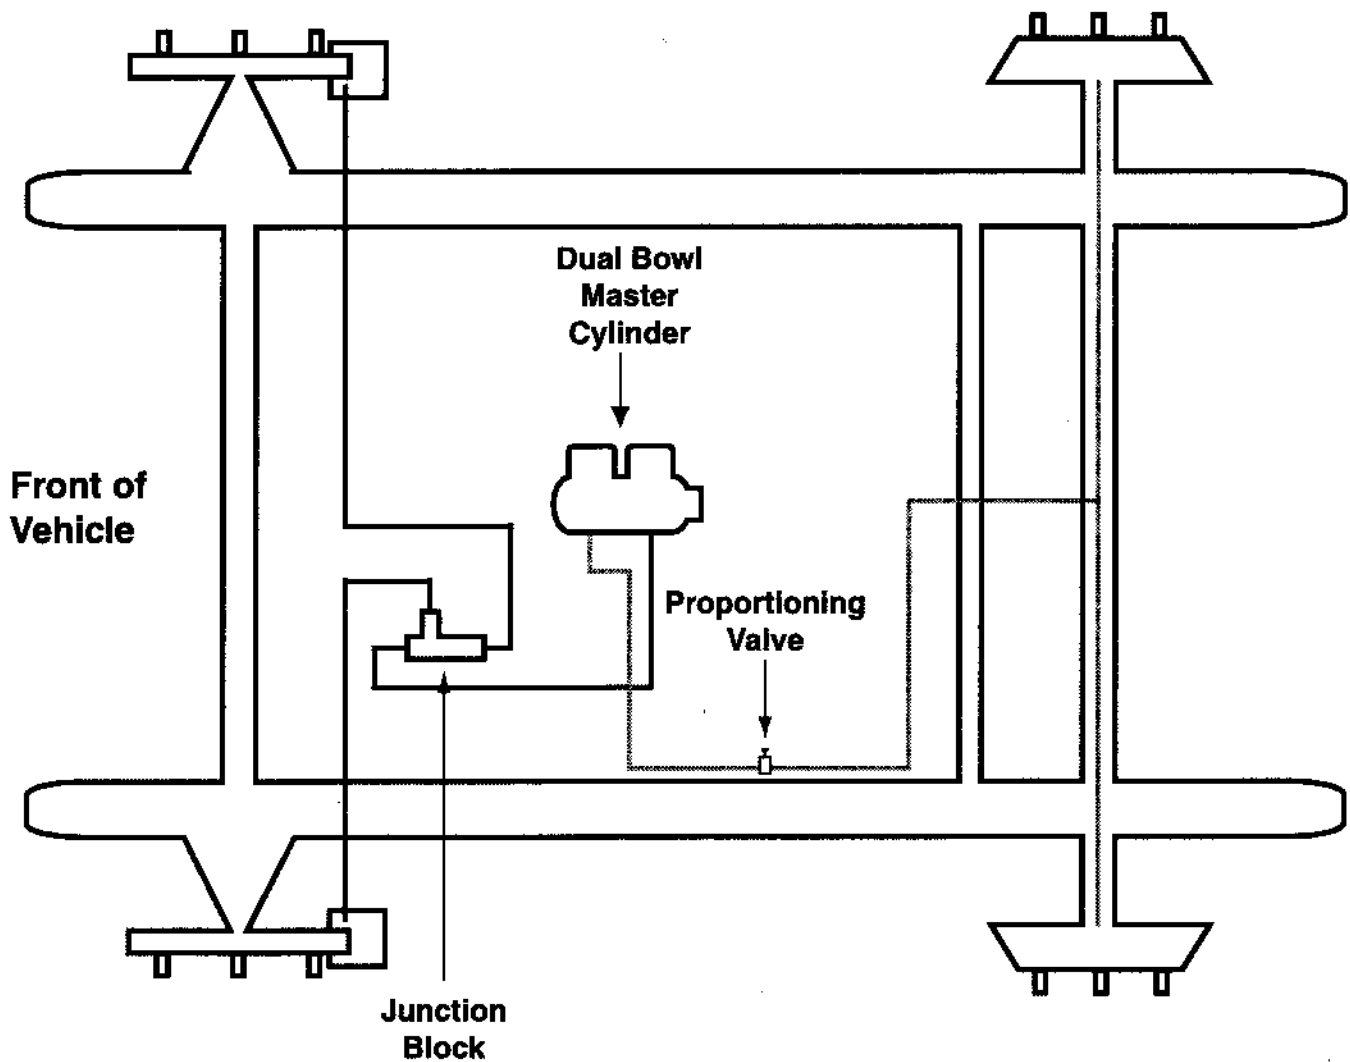 Dual Bowl
Master
Cylinder
Front of
Vehicle
Proportioning
Valve
Junction
Block